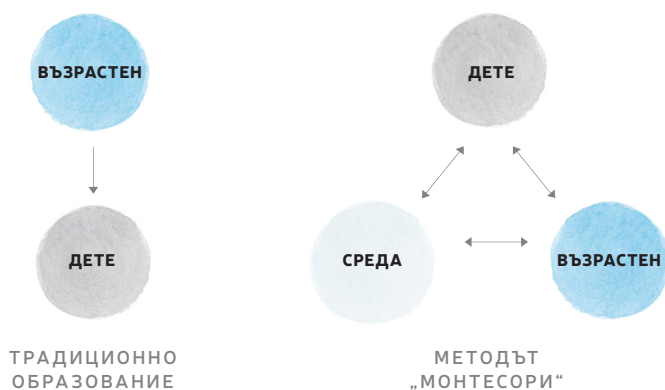 ВЪЗРАСТЕН
ДЕТЕ
ТРАДИЦИОННО
ОБРАЗОВАНИЕ
ДЕТЕ
СРЕДА
ВЪЗРАСТЕН
МЕТОДЪТ
„МОНТЕСОРИ“